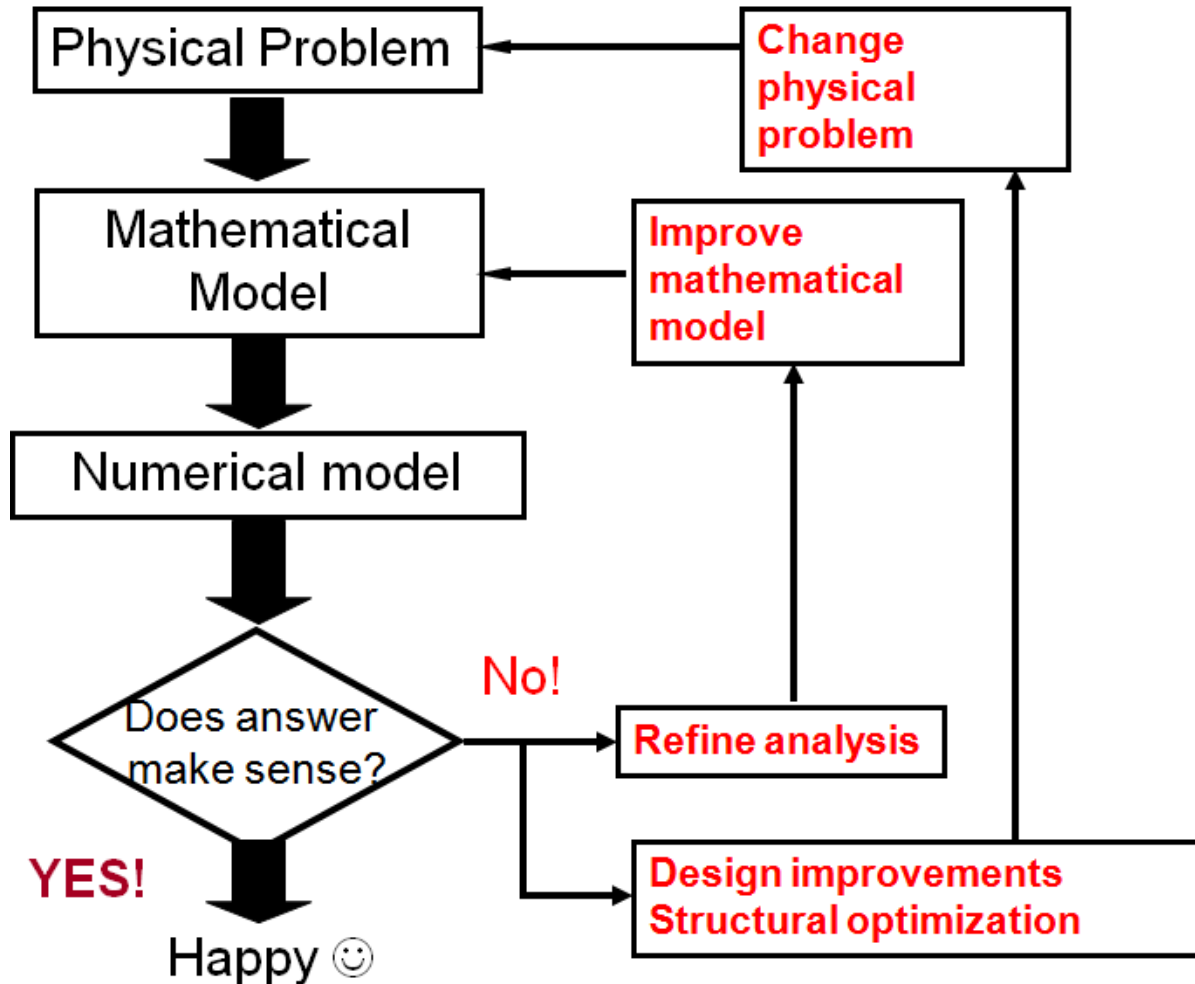 Physical Problem
Change
physical
problem
Mathematical
Model
Improve
mathematical
model
Numerical model
Does answer
make sense?
No!
Refine analysis
YES!
Design improvements
Structural optimization
Happy ☺